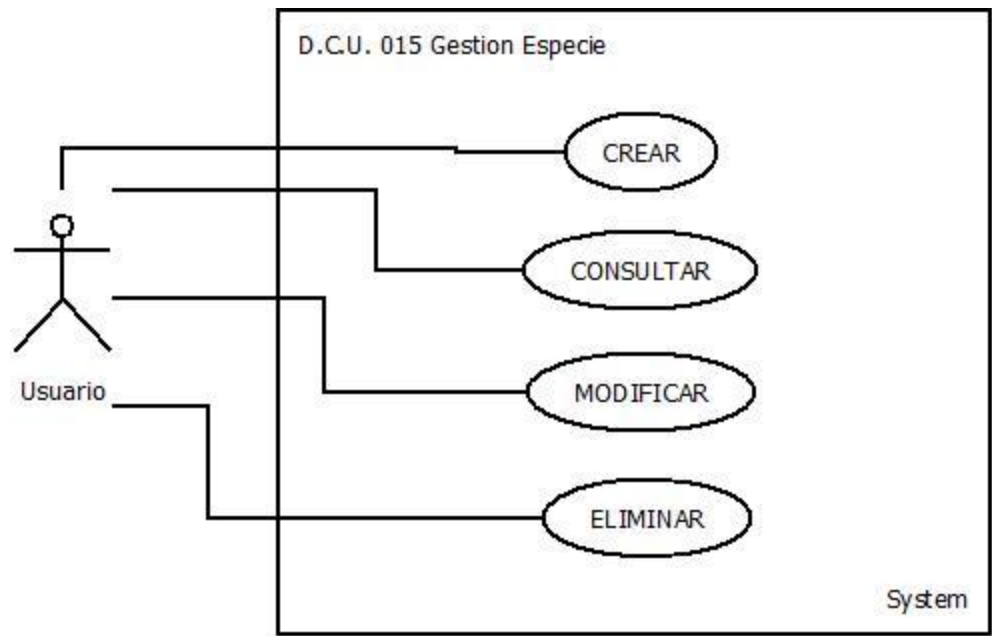 D.C.U. 015 Gestion Especie
CREAR
CONSULTAR
MODIFICAR
Usuario
ELIMINAR
System